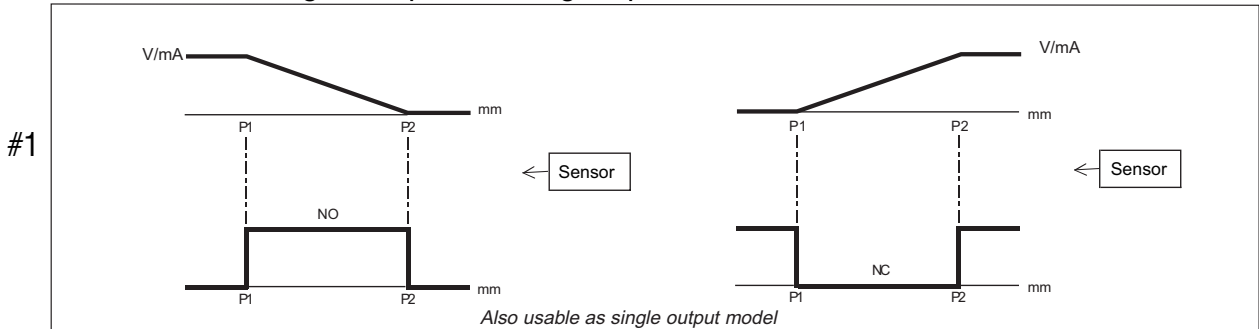 V/mA
mm
P1 P2
V/mA
mm
P1 P2
#1
Sensor
Sensor
NO
mm
P1 P2
NC
mm
P1 P2
Also usable as single output model